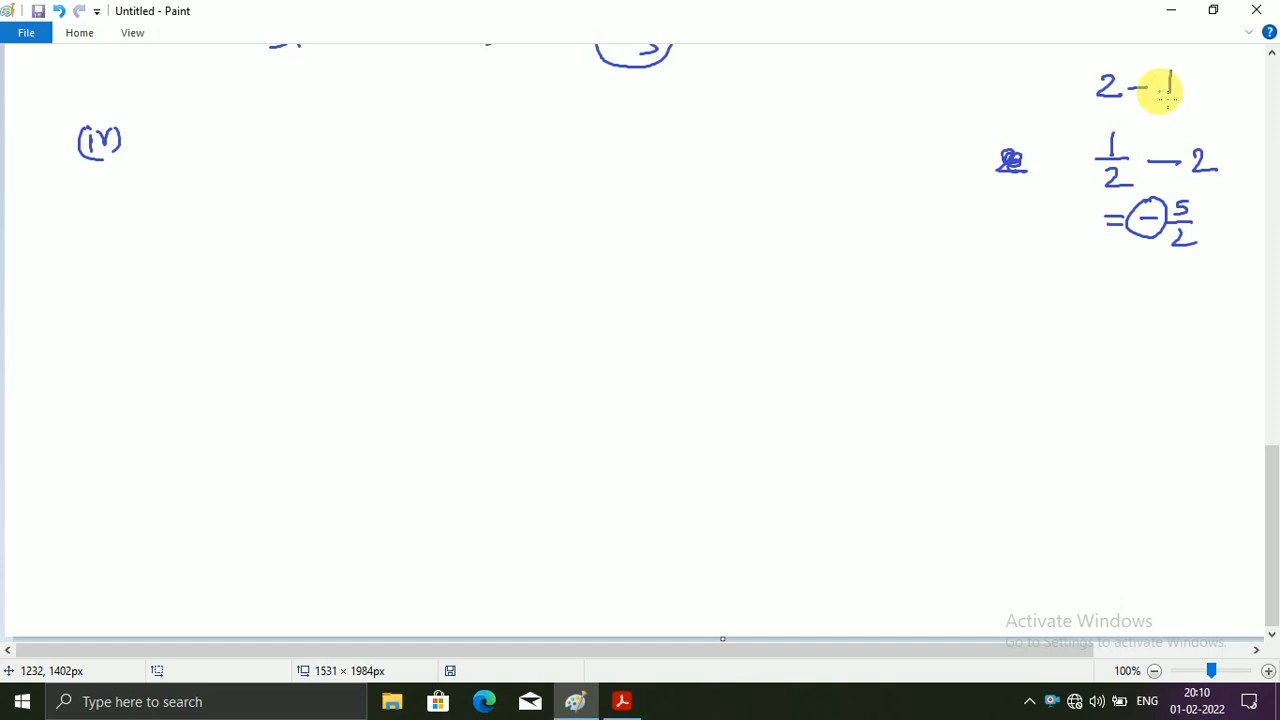 Untitled - Paint
File Home View
2 - 1
(iv)
1/2 - 2
= - 5/2
Activate Windows
Go to Settings to activate Windows.
1232, 1402px 1531 × 1984px 100%
Type here to search
ENG
20:10
01-02-2022